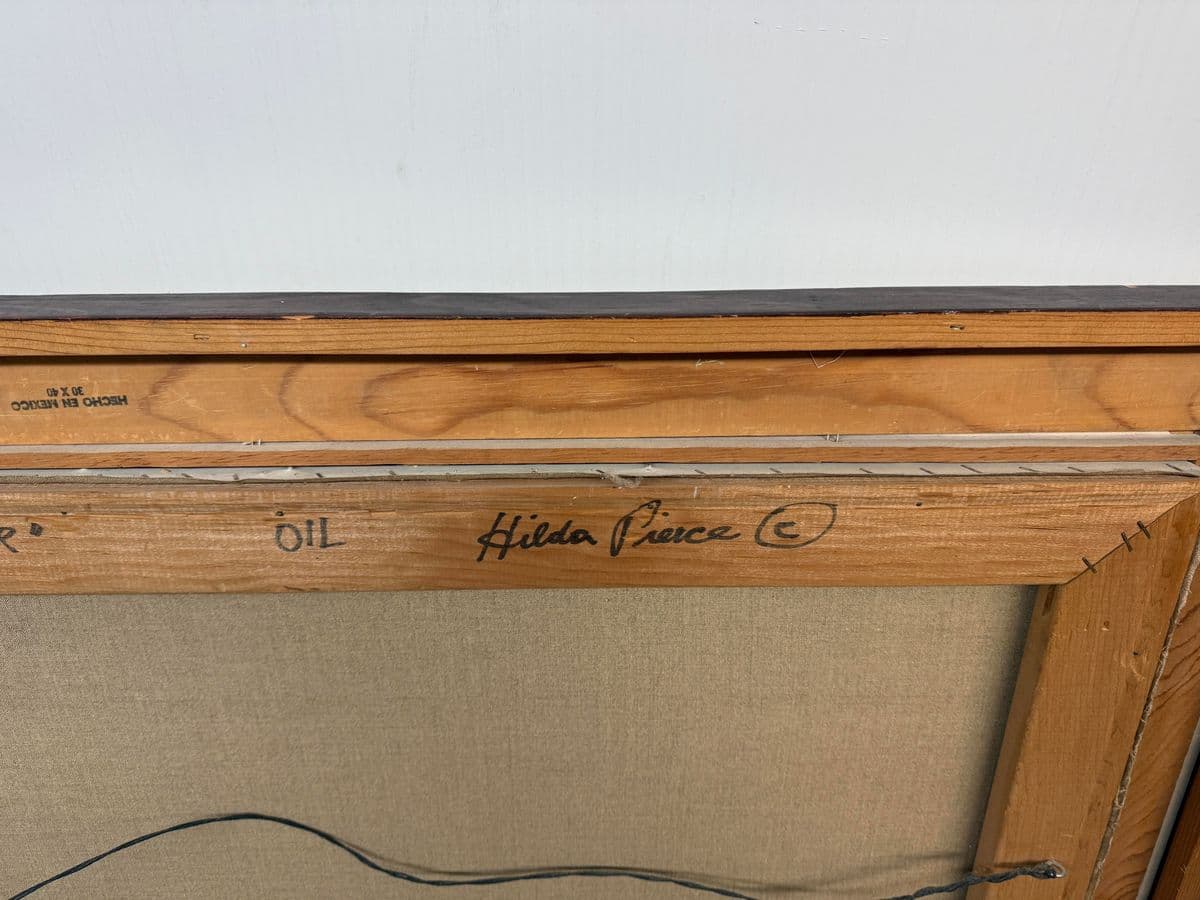 HECHO EN MEXICO
30 X 40
R" OIL Hilda Pierce ©